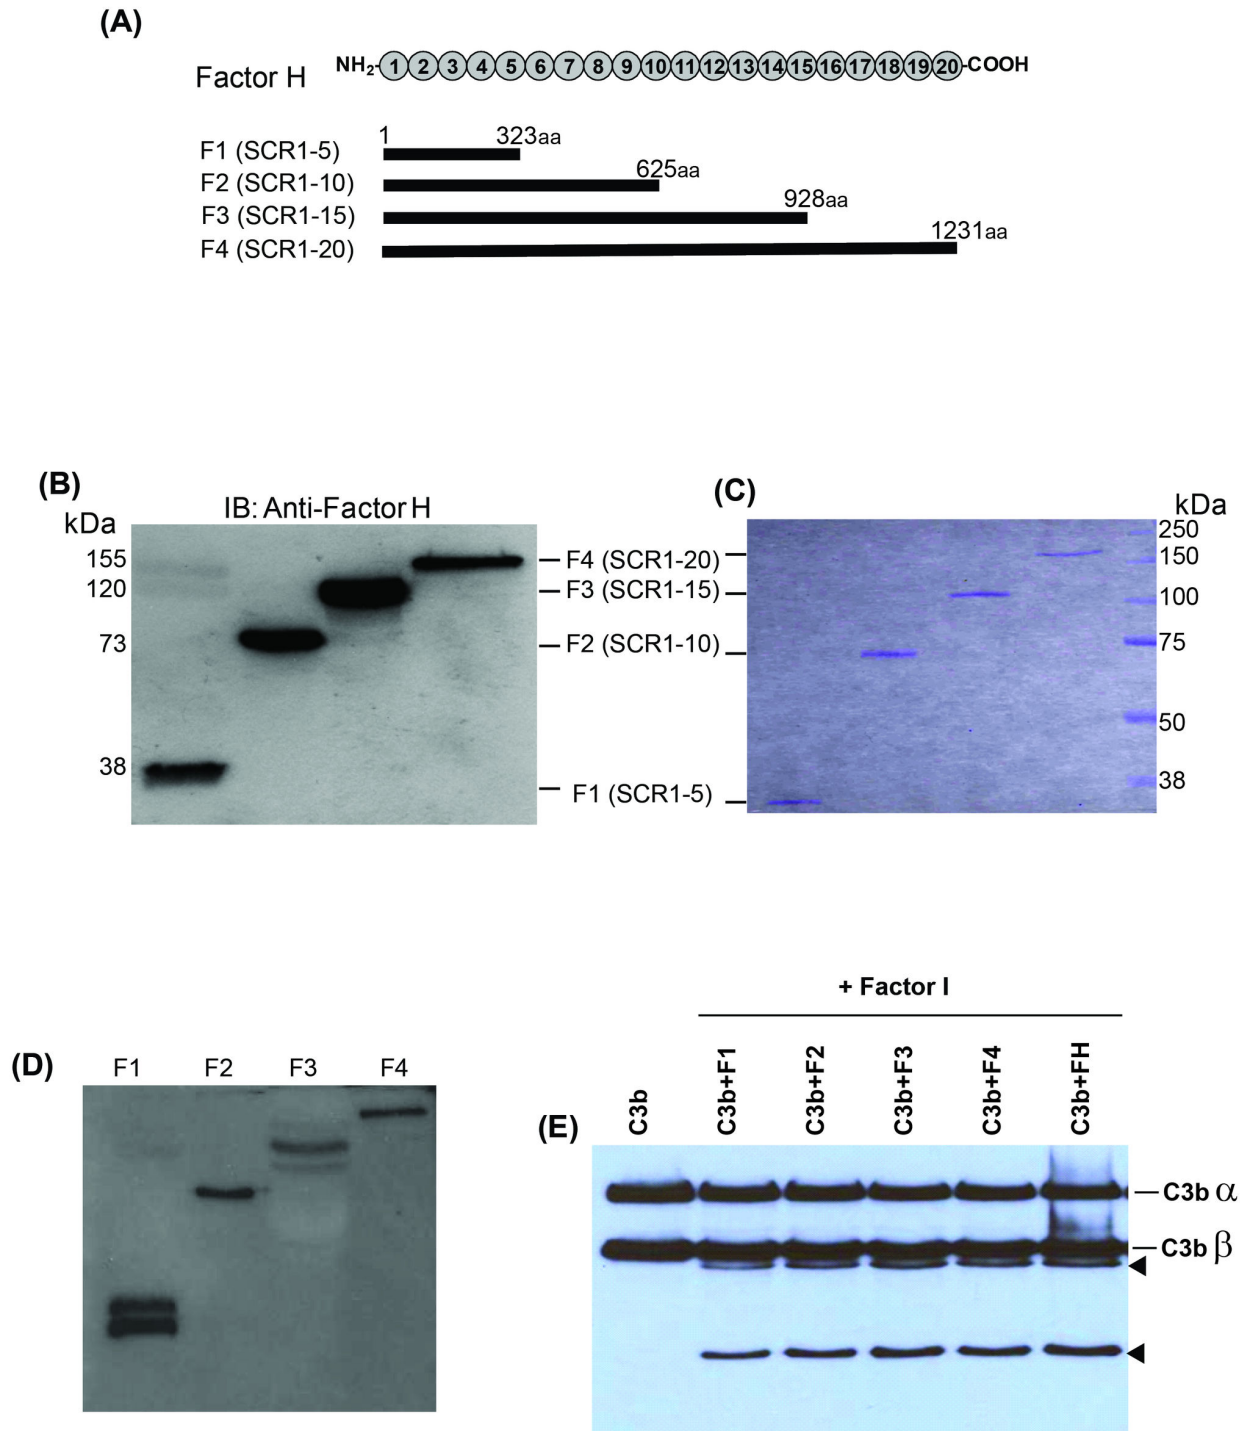 (A)
Factor H
NH2- 1 2 3 4 5 6 7 8 9 10 11 12 13 14 15 16 17 18 19 20 -COOH
1 323aa
F1 (SCR1-5)
625aa
F2 (SCR1-10)
928aa
F3 (SCR1-15)
1231aa
F4 (SCR1-20)
(B)
IB: Anti-Factor H
kDa
155
120
73
38
F4 (SCR1-20)
F3 (SCR1-15)
F2 (SCR1-10)
F1 (SCR1-5)
(C)
kDa
250
150
100
75
50
38
(D)
F1 F2 F3 F4
(E)
+ Factor I
C3b
C3b+F1
C3b+F2
C3b+F3
C3b+F4
C3b+FH
C3b α
C3b β